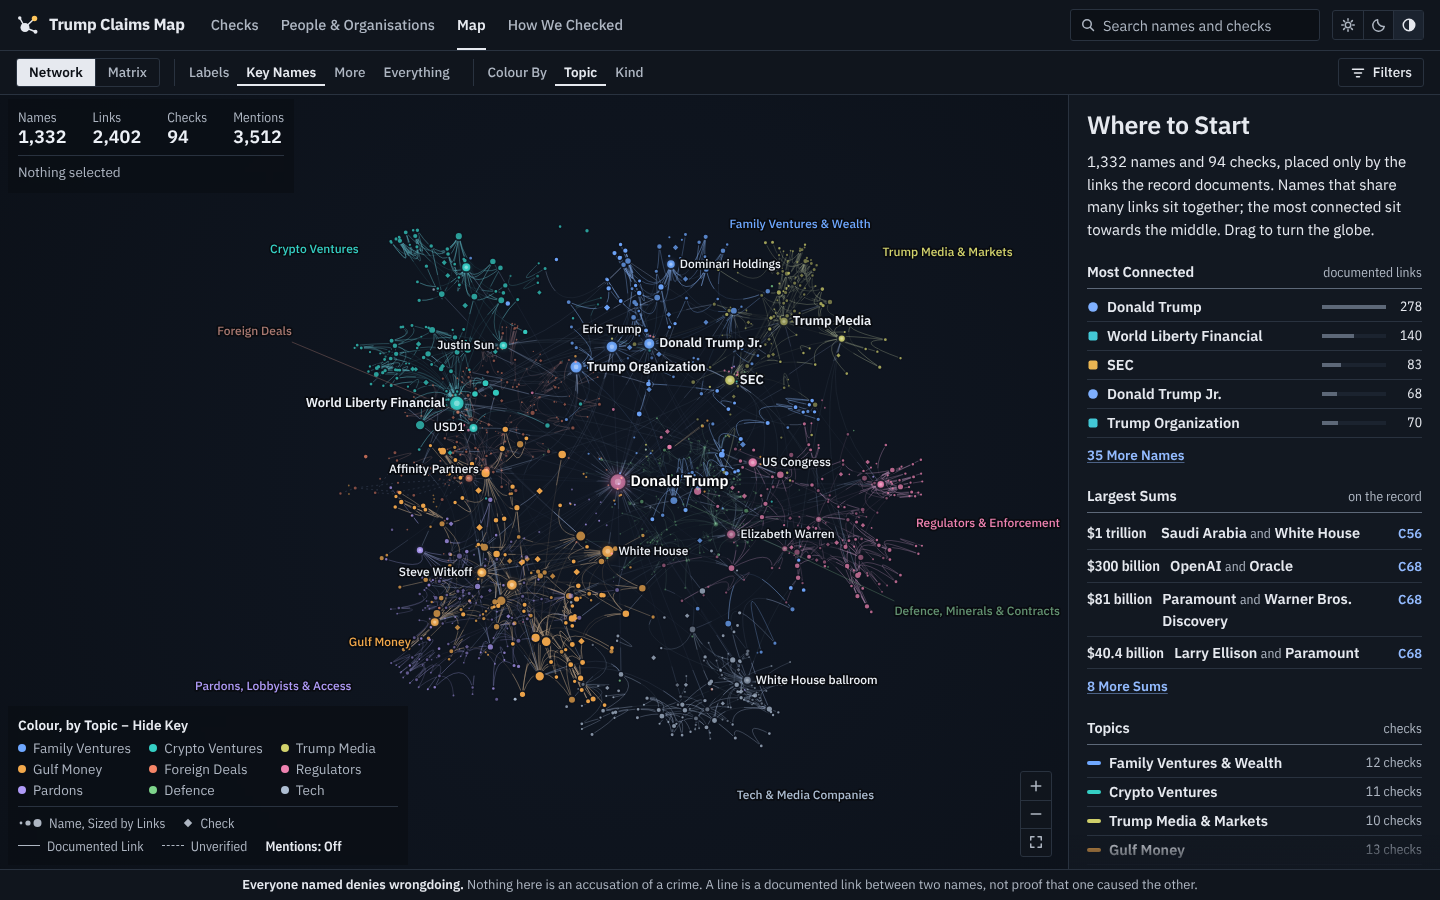 Trump Claims Map
Checks
People & Organisations
Map
How We Checked
Search names and checks
Network
Matrix
Labels
Key Names
More
Everything
Colour By
Topic
Kind
Filters
Names Links Checks Mentions
1,332 2,402 94 3,512
Nothing selected
Family Ventures & Wealth
Crypto Ventures
Trump Media & Markets
Dominari Holdings
Foreign Deals
Eric Trump
Trump Media
Justin Sun
Donald Trump Jr.
Trump Organization
SEC
World Liberty Financial
USD1
Affinity Partners
US Congress
Donald Trump
Regulators & Enforcement
Elizabeth Warren
White House
Steve Witkoff
Defence, Minerals & Contracts
Gulf Money
Pardons, Lobbyists & Access
White House ballroom
Tech & Media Companies
Colour, by Topic – Hide Key
Family Ventures Crypto Ventures Trump Media
Gulf Money Foreign Deals Regulators
Pardons Defence Tech
Name, Sized by Links Check
Documented Link Unverified Mentions: Off
Where to Start
1,332 names and 94 checks, placed only by the
links the record documents. Names that share
many links sit together; the most connected sit
towards the middle. Drag to turn the globe.
Most Connected documented links
Donald Trump 278
World Liberty Financial 140
SEC 83
Donald Trump Jr. 68
Trump Organization 70
35 More Names
Largest Sums on the record
$1 trillion Saudi Arabia and White House C56
$300 billion OpenAI and Oracle C68
$81 billion Paramount and Warner Bros. C68
Discovery
$40.4 billion Larry Ellison and Paramount C68
8 More Sums
Topics checks
Family Ventures & Wealth 12 checks
Crypto Ventures 11 checks
Trump Media & Markets 10 checks
Gulf Money 13 checks
Everyone named denies wrongdoing. Nothing here is an accusation of a crime. A line is a documented link between two names, not proof that one caused the other.